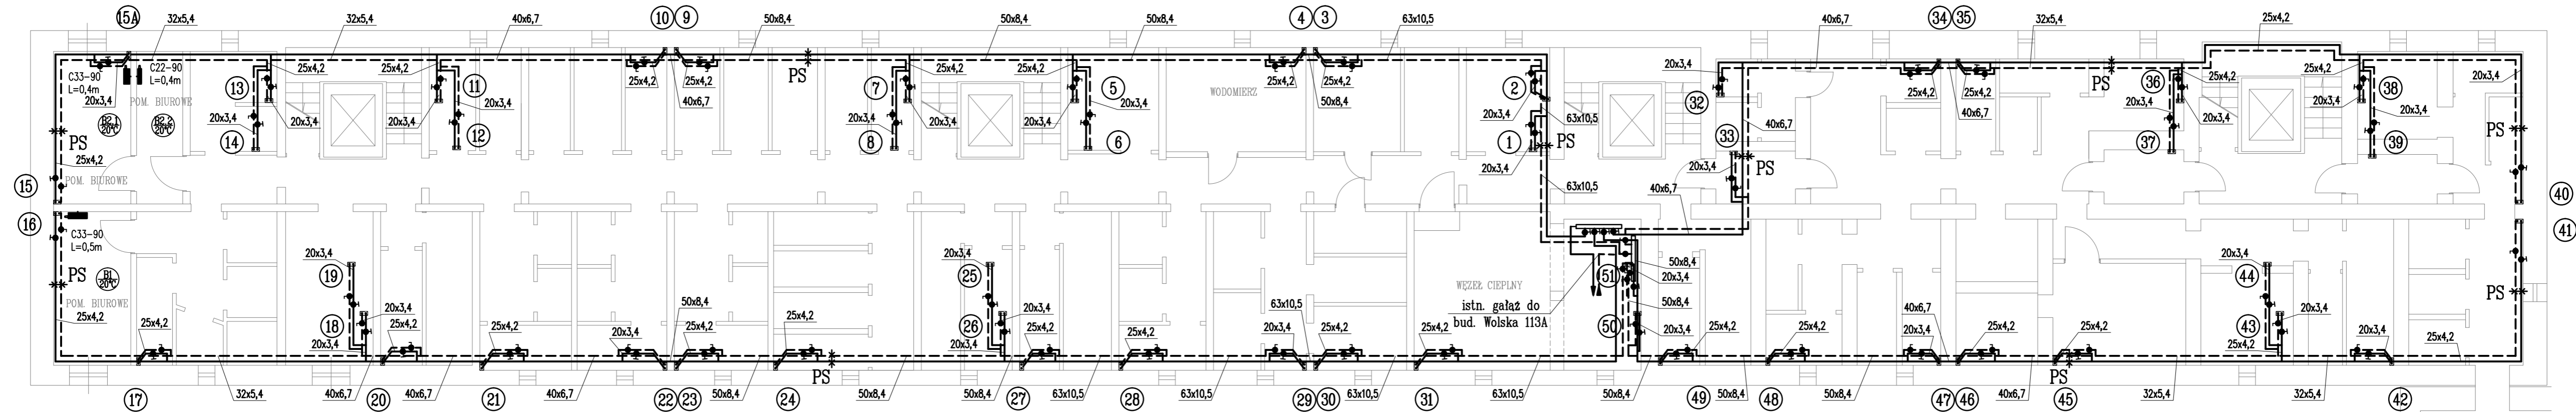 15A
32x5,4
32x5,4
40x6,7
10
9
50x8,4
50x8,4
50x8,4
4
3
63x10,5
40x6,7
34
35
32x5,4
25x4,2
C33-90
L=0,4m
C22-90
L=0,4m
20x3,4
POM. BIUROWE
B2.1
20°C
B2.2
20°C
PS
25x4,2
POM. BIUROWE
15
16
C33-90
L=0,5m
PS
B1
20°C
POM. BIUROWE
25x4,2
25x4,2
13
20x3,4
14
20x3,4
25x4,2
11
20x3,4
20x3,4
12
25x4,2
25x4,2
40x6,7
PS
7
25x4,2
20x3,4
8
20x3,4
25x4,2
5
20x3,4
20x3,4
6
WODOMIERZ
25x4,2
25x4,2
50x8,4
2
20x3,4
63x10,5
1
PS
20x3,4
63x10,5
20x3,4
32
33
40x6,7
PS
20x3,4
40x6,7
25x4,2
25x4,2
40x6,7
PS
36
25x4,2
20x3,4
20x3,4
37
25x4,2
38
20x3,4
20x3,4
39
20x3,4
PS
40
41
PS
WĘZEŁ CIEPLNY
istn. gałąź do
bud. Wolska 113A
51
50x8,4
20x3,4
50x8,4
50
20x3,4
20x3,4
19
18
20x3,4
20x3,4
25x4,2
25x4,2
25x4,2
20x3,4
50x8,4
25x4,2
25x4,2
20x3,4
25
26
20x3,4
20x3,4
25x4,2
25x4,2
20x3,4
63x10,5
25x4,2
25x4,2
25x4,2
25x4,2
20x3,4
40x6,7
25x4,2
25x4,2
20x3,4
44
43
20x3,4
25x4,2
20x3,4
25x4,2
17
32x5,4
40x6,7
20
40x6,7
21
40x6,7
22
23
50x8,4
24
PS
50x8,4
50x8,4
27
63x10,5
28
63x10,5
29
30
63x10,5
31
63x10,5
50x8,4
49
50x8,4
48
50x8,4
47
46
40x6,7
45
PS
32x5,4
32x5,4
42